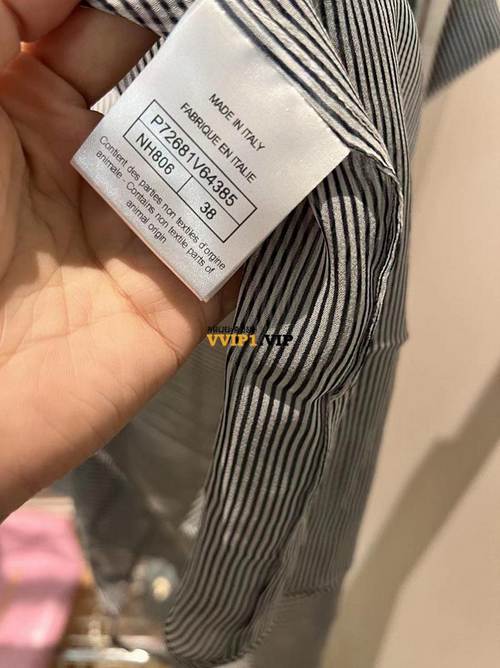 MADE IN ITALY
FABRIQUE EN ITALIE
P72681V64385
NH806 38
Contient des parties non textiles d'orgine
animale - Contains non textile parts of
animal origin
VVIP1.VIP